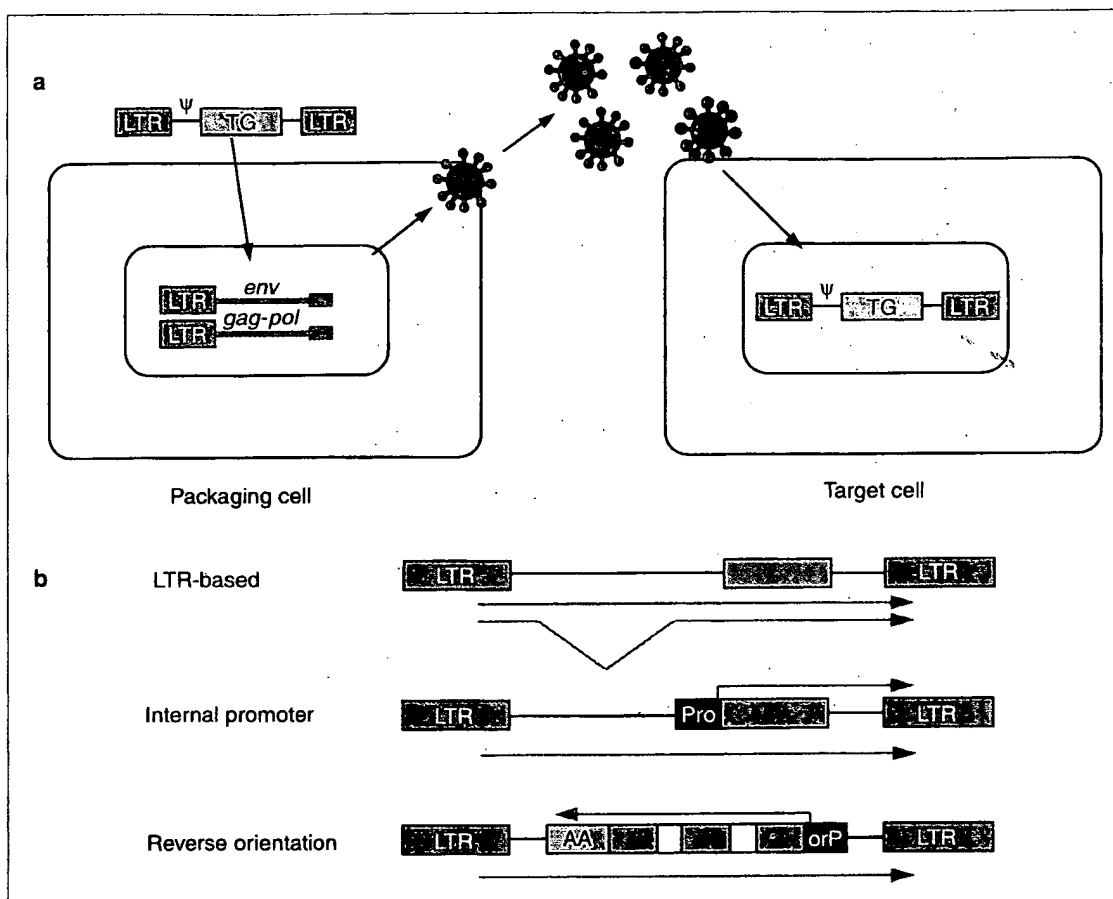 a
ψ
LTR TG LTR
env
LTR
gag-pol
LTR
ψ
LTR TG LTR
Packaging cell
Target cell
b
LTR-based
LTR LTR
Internal promoter
LTR Pro LTR
Reverse orientation
LTR AA orP LTR